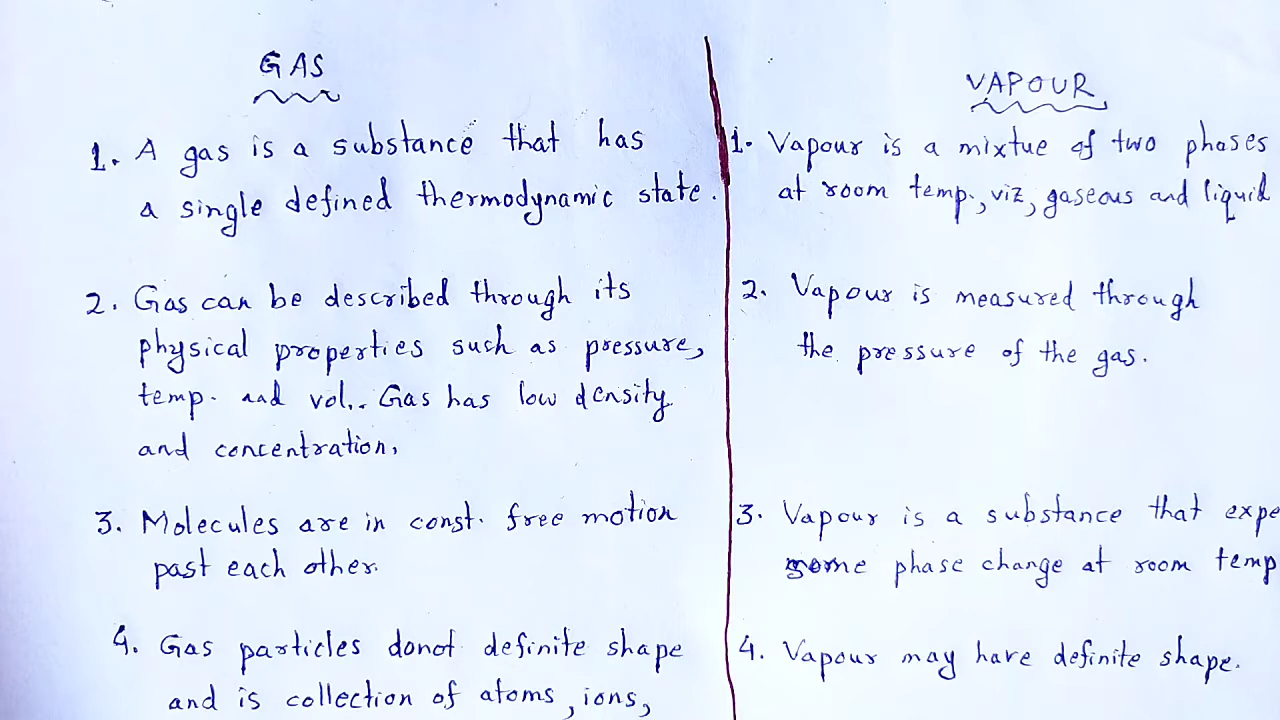 GAS
1. A gas is a substance that has
a single defined thermodynamic state.
2. Gas can be described through its
physical properties such as pressure,
temp. and vol.. Gas has low density
and concentration,
3. Molecules are in const. free motion
past each other.
4. Gas particles donot definite shape
and is collection of atoms, ions,
VAPOUR
1. Vapour is a mixtue of two phases
at room temp., viz, gaseous and liquid
2. Vapour is measured through
the pressure of the gas.
3. Vapour is a substance that expe
some phase change at room temp
4. Vapour may have definite shape.